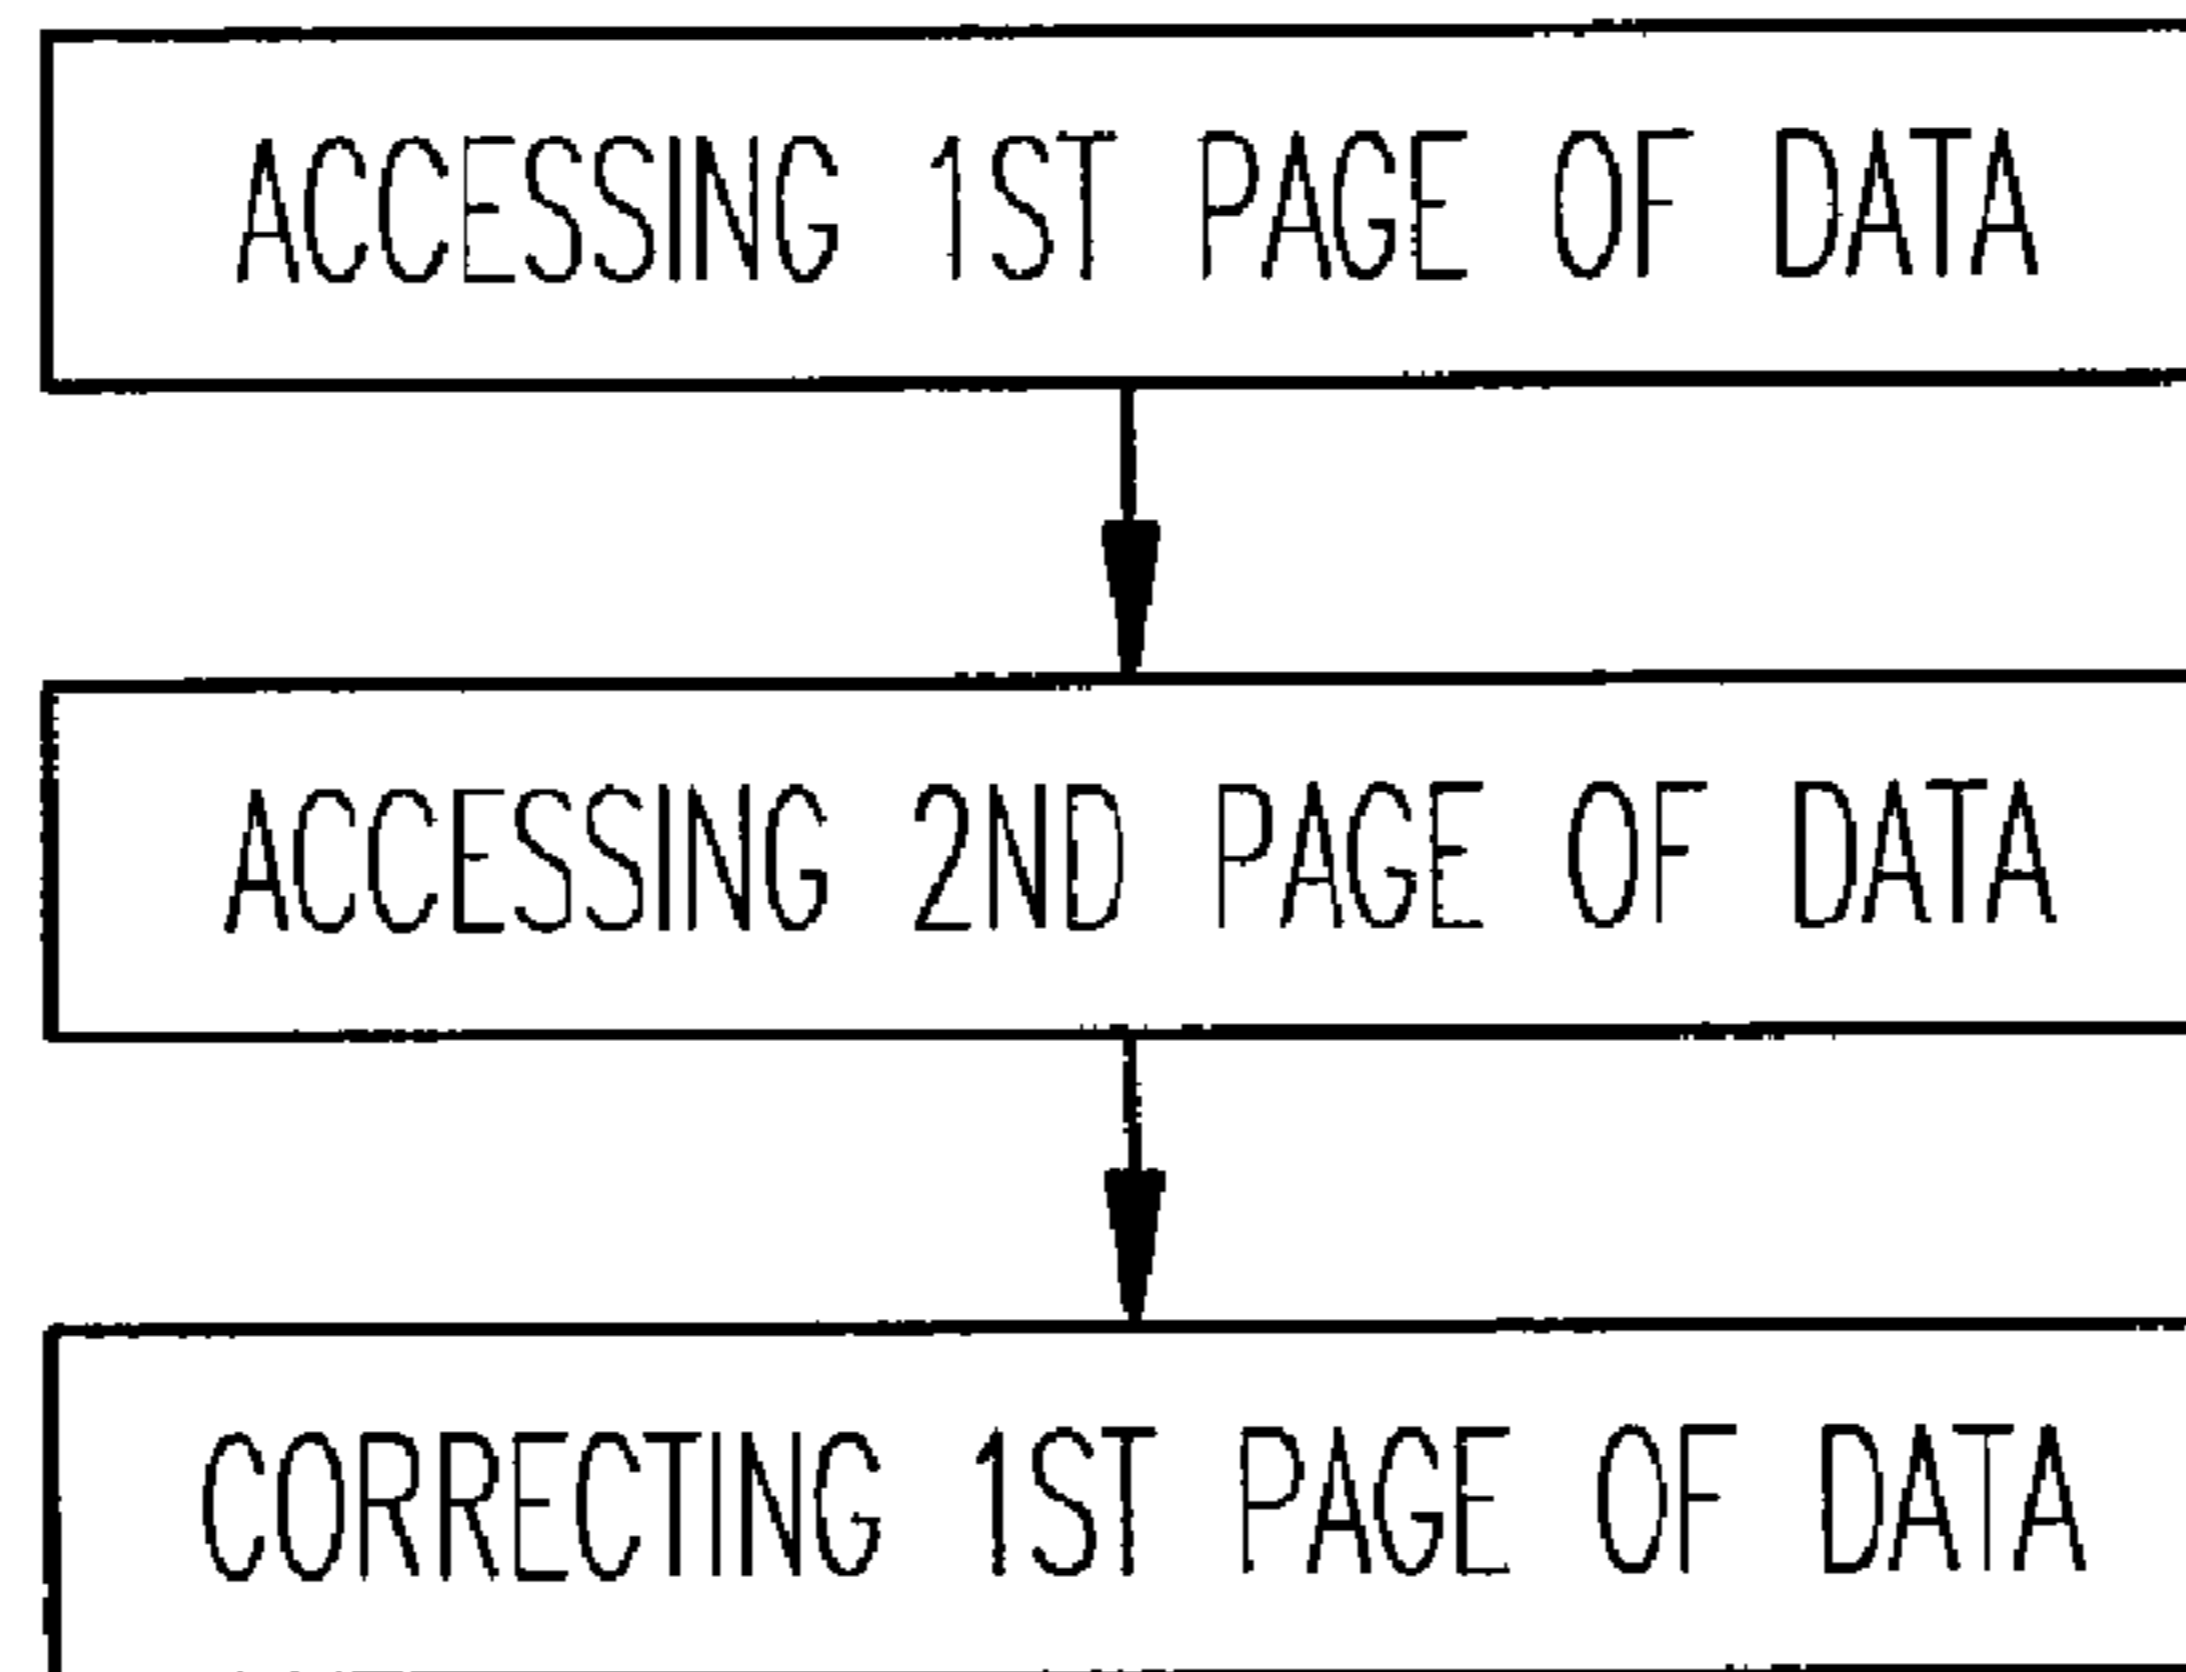 ACCESSING 1ST PAGE OF DATA
ACCESSING 2ND PAGE OF DATA
CORRECTING 1ST PAGE OF DATA